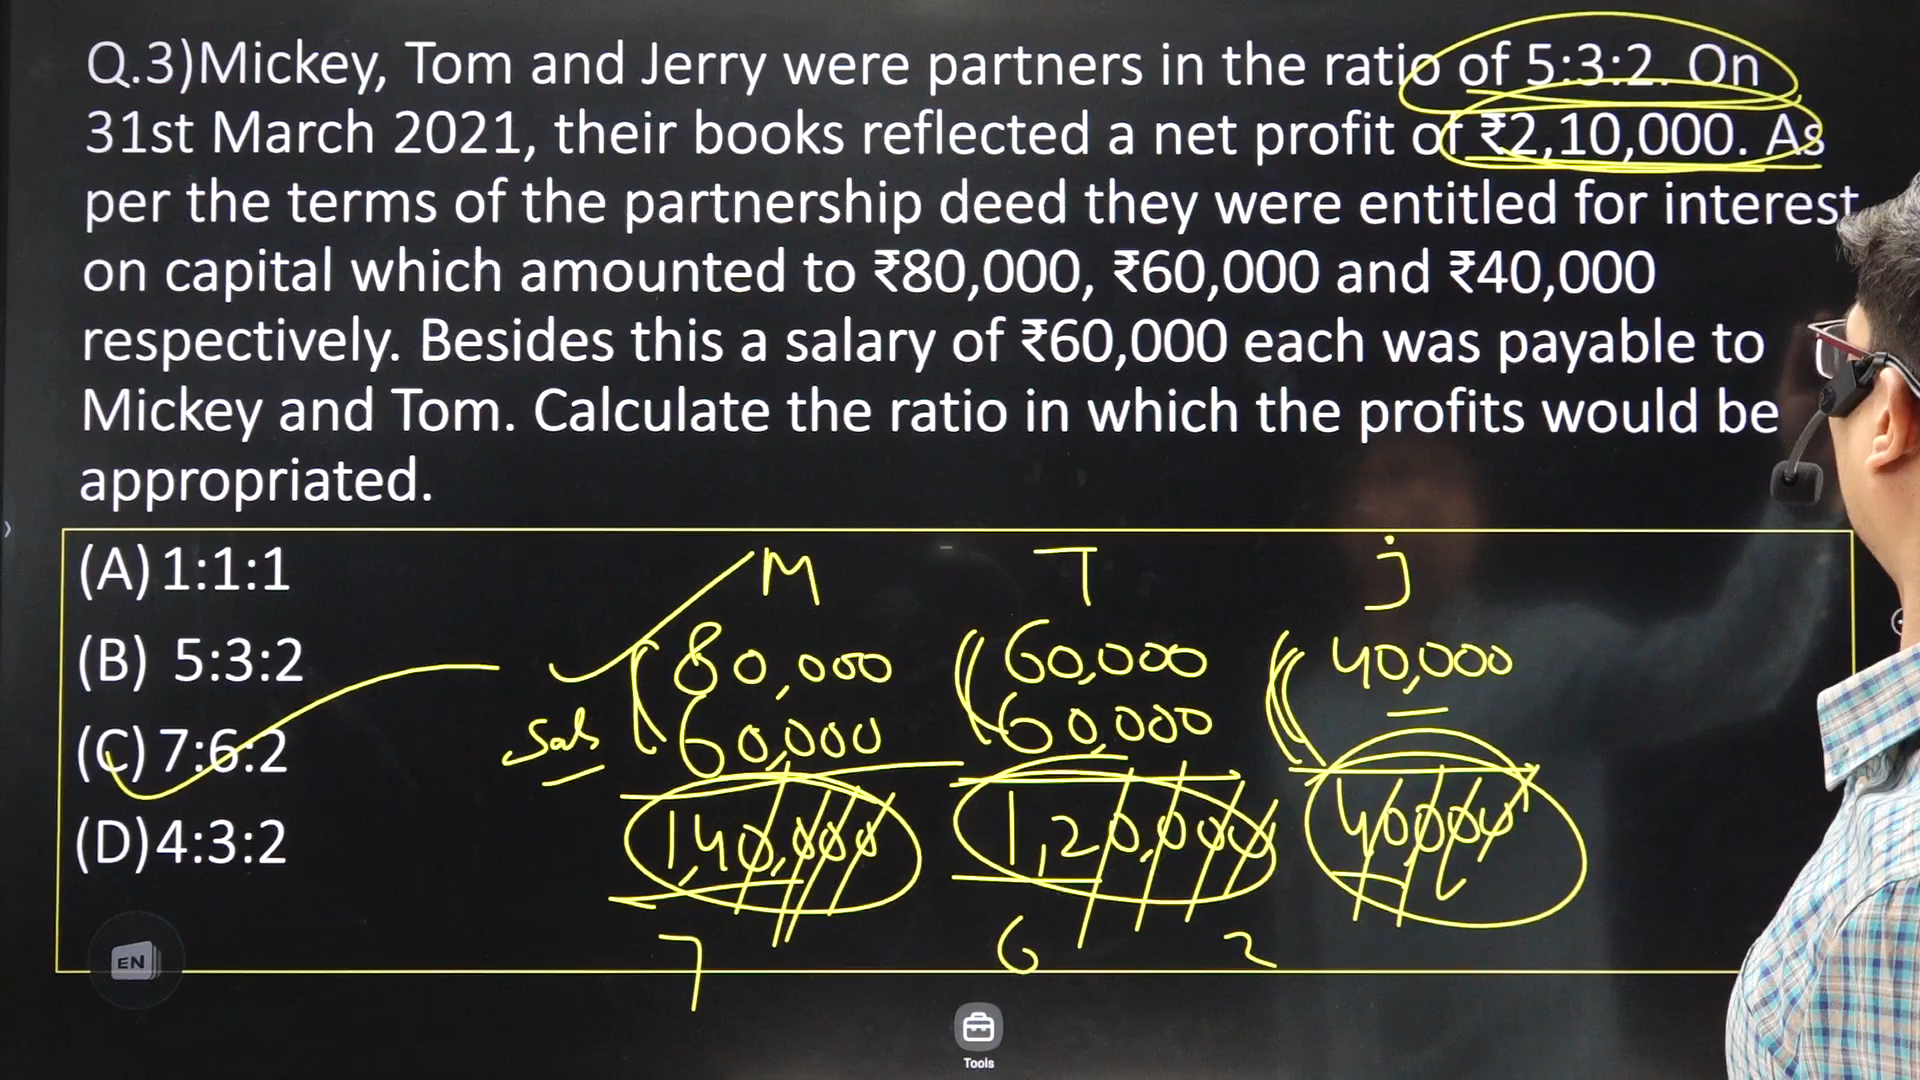 Q.3)Mickey, Tom and Jerry were partners in the ratio of 5:3:2. On
31st March 2021, their books reflected a net profit of ₹2,10,000. As
per the terms of the partnership deed they were entitled for interest
on capital which amounted to ₹80,000, ₹60,000 and ₹40,000
respectively. Besides this a salary of ₹60,000 each was payable to
Mickey and Tom. Calculate the ratio in which the profits would be
appropriated.
(A) 1:1:1
(B) 5:3:2
(C) 7:6:2
(D) 4:3:2
M T J
80,000 60,000 40,000
Sal 60,000 60,000
1,40,000 1,20,000 40,000
7 6 2
EN
Tools